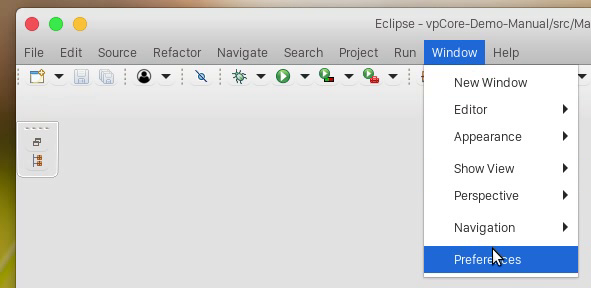 Eclipse - vpCore-Demo-Manual/src/Ma
File Edit Source Refactor Navigate Search Project Run Window Help
New Window
Editor
Appearance
Show View
Perspective
Navigation
Preferences